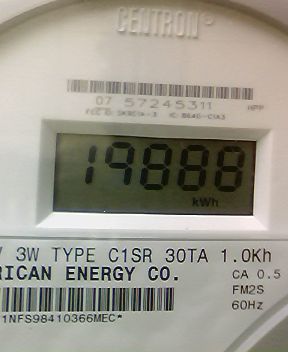 CENTRON
07 57245311
19888
kWh
3W TYPE C1SR 30TA 1.0Kh
RICAN ENERGY CO.
CA 0.5
FM2S
60Hz
1NFS98410366MEC*